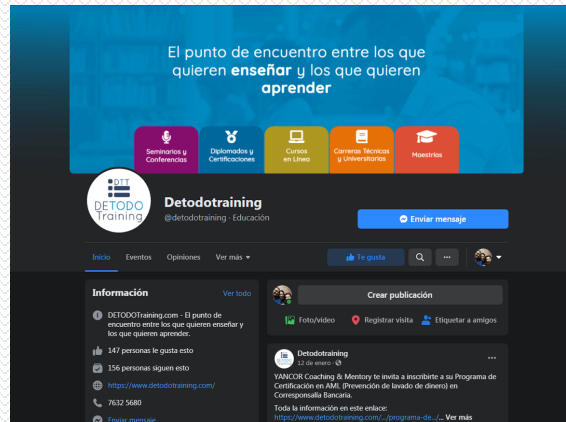 El punto de encuentro entre los que
quieren enseñar y los que quieren
aprender
Seminarios y
Conferencias
Diplomados y
Certificaciones
Cursos
en Línea
Carreras Técnicas
y Universitarias
Maestrías
DTT
DETODO
Training
Detodotraining
@detodotraining · Educación
Enviar mensaje
Inicio
Eventos
Opiniones
Ver más
Te gusta
Información
Ver todo
DETODOTraining.com - El punto de
encuentro entre los que quieren enseñar y
los que quieren aprender.
147 personas le gusta esto
156 personas siguen esto
https://www.detodotraining.com/
7632 5680
Enviar mensaje
Crear publicación
Foto/video
Registrar visita
Etiquetar a amigos
Detodotraining
12 de enero ·
YANCOR Coaching & Mentory te invita a inscribirte a su Programa de
Certificación en AML (Prevención de lavado de dinero) en
Corresponsalía Bancaria.
Toda la información en este enlace:
https://www.detodotraining.com/.../programa-de.../... Ver más